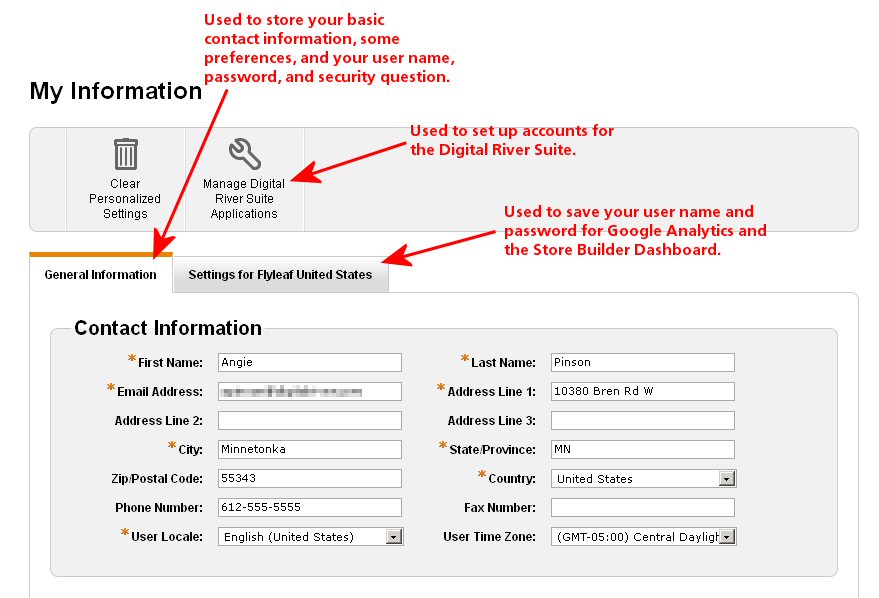 Used to store your basic
contact information, some
preferences, and your user name,
password, and security question.
My Information
Used to set up accounts for
the Digital River Suite.
Clear
Personalized
Settings
Manage Digital
River Suite
Applications
Used to save your user name and
password for Google Analytics and
the Store Builder Dashboard.
General Information
Settings for Flyleaf United States
Contact Information
*First Name: Angie
*Last Name: Pinson
*Email Address:
*Address Line 1: 10380 Bren Rd W
Address Line 2:
Address Line 3:
*City: Minnetonka
*State/Province: MN
Zip/Postal Code: 55343
*Country: United States
Phone Number: 612-555-5555
Fax Number:
*User Locale: English (United States)
User Time Zone: (GMT-05:00) Central Dayligh